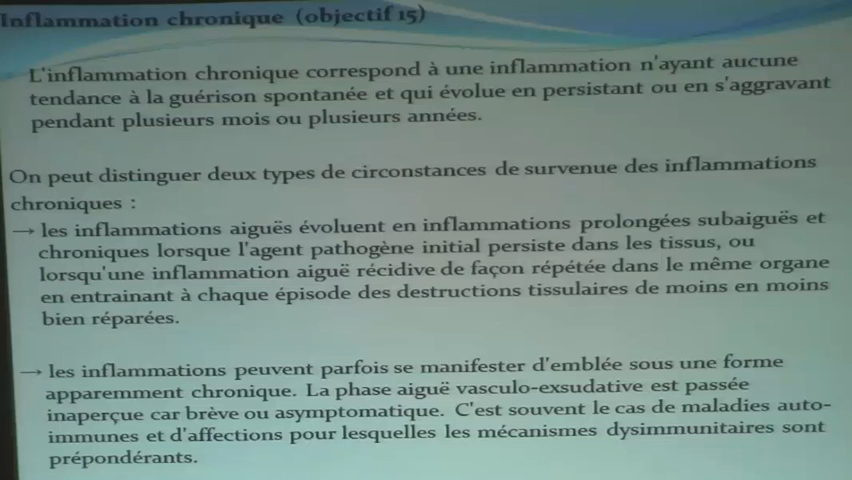 Inflammation chronique (objectif 15)
L'inflammation chronique correspond à une inflammation n'ayant aucune
tendance à la guérison spontanée et qui évolue en persistant ou en s'aggravant
pendant plusieurs mois ou plusieurs années.
On peut distinguer deux types de circonstances de survenue des inflammations
chroniques :
→ les inflammations aiguës évoluent en inflammations prolongées subaiguës et
chroniques lorsque l'agent pathogène initial persiste dans les tissus, ou
lorsqu'une inflammation aiguë récidive de façon répétée dans le même organe
en entrainant à chaque épisode des destructions tissulaires de moins en moins
bien réparées.
→ les inflammations peuvent parfois se manifester d'emblée sous une forme
apparemment chronique. La phase aiguë vasculo-exsudative est passée
inaperçue car brève ou asymptomatique. C'est souvent le cas de maladies auto-
immunes et d'affections pour lesquelles les mécanismes dysimmunitaires sont
prépondérants.